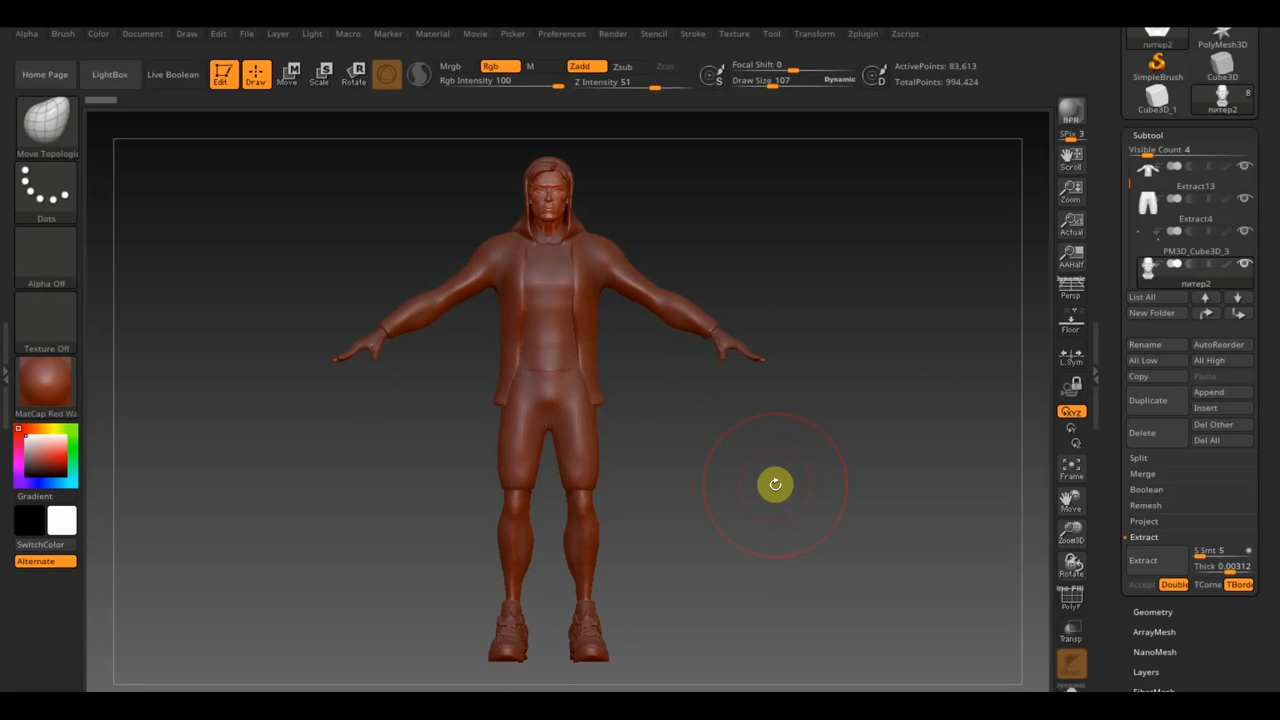 Alpha Brush Color Document Draw Edit File Layer Light Macro Marker Material Movie Picker Preferences Render Stencil Stroke Texture Tool Transform Zplugin Zscript
Home Page
LightBox
Live Boolean
Edit
Draw
Move
Scale
Rotate
Mrgb Rgb M
Rgb Intensity 100
Zadd Zsub Zcut
Z Intensity 51
Focal Shift 0
Draw Size 107
Dynamic
ActivePoints: 83,613
TotalPoints: 994,424
Move Topologic
Dots
Alpha Off
Texture Off
MatCap Red Wa
Gradient
SwitchColor
Alternate
BPR
SPix 3
Scroll
Zoom
Actual
AAHalf
Dynamic
Persp
Floor
L.Sym
XYZ
Frame
Move
Zoom3D
Rotate
PolyF
Transp
Dynamic
питер2
PolyMesh3D
SimpleBrush
Cube3D
Cube3D_1
8
питер2
Subtool
Visible Count 4
Extract13
Extract4
PM3D_Cube3D_3
питер2
List All
New Folder
Rename
AutoReorder
All Low
All High
Copy
Paste
Duplicate
Append
Insert
Delete
Del Other
Del All
Split
Merge
Boolean
Remesh
Project
Extract
Extract
S Smt 5
Thick 0.00312
Accept
Double
TCorne
TBorde
Geometry
ArrayMesh
NanoMesh
Layers